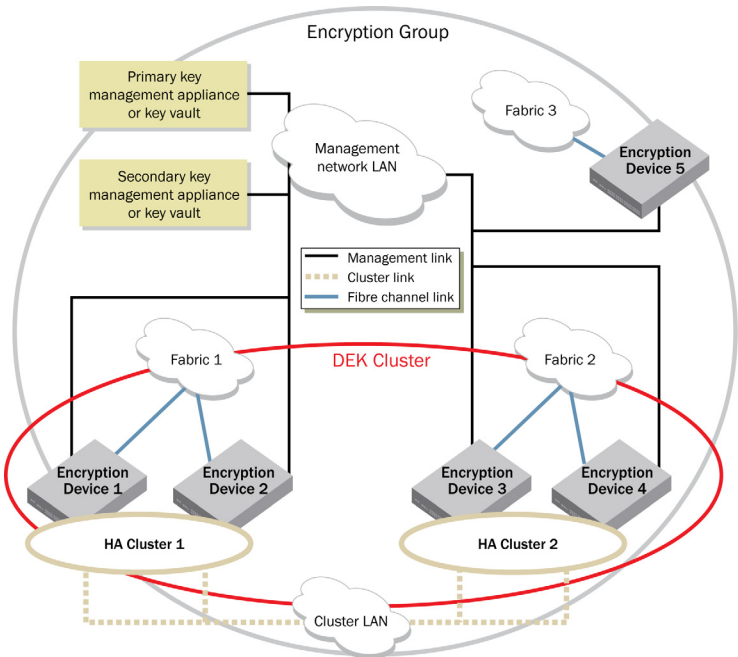 Encryption Group
Primary key
management appliance
or key vault
Fabric 3
Management
network LAN
Encryption
Device 5
Secondary key
management appliance
or key vault
Management link
Cluster link
Fibre channel link
Fabric 1
DEK Cluster
Fabric 2
Encryption
Device 1
Encryption
Device 2
Encryption
Device 3
Encryption
Device 4
HA Cluster 1
HA Cluster 2
Cluster LAN